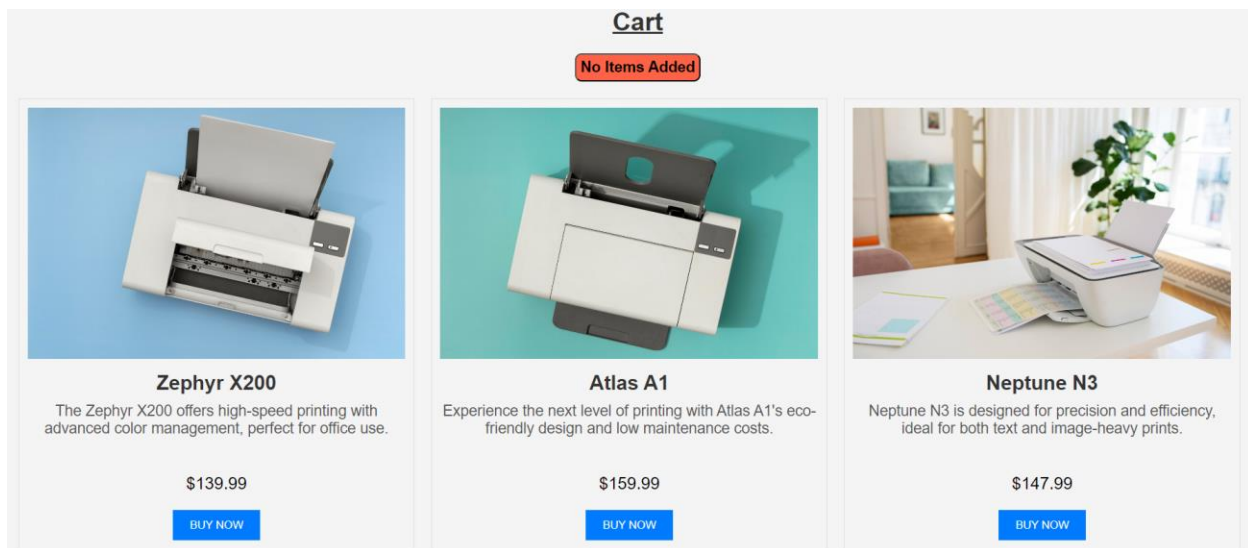 Cart
No Items Added
Zephyr X200
The Zephyr X200 offers high-speed printing with
advanced color management, perfect for office use.
$139.99
BUY NOW
Atlas A1
Experience the next level of printing with Atlas A1's eco-
friendly design and low maintenance costs.
$159.99
BUY NOW
Neptune N3
Neptune N3 is designed for precision and efficiency,
ideal for both text and image-heavy prints.
$147.99
BUY NOW